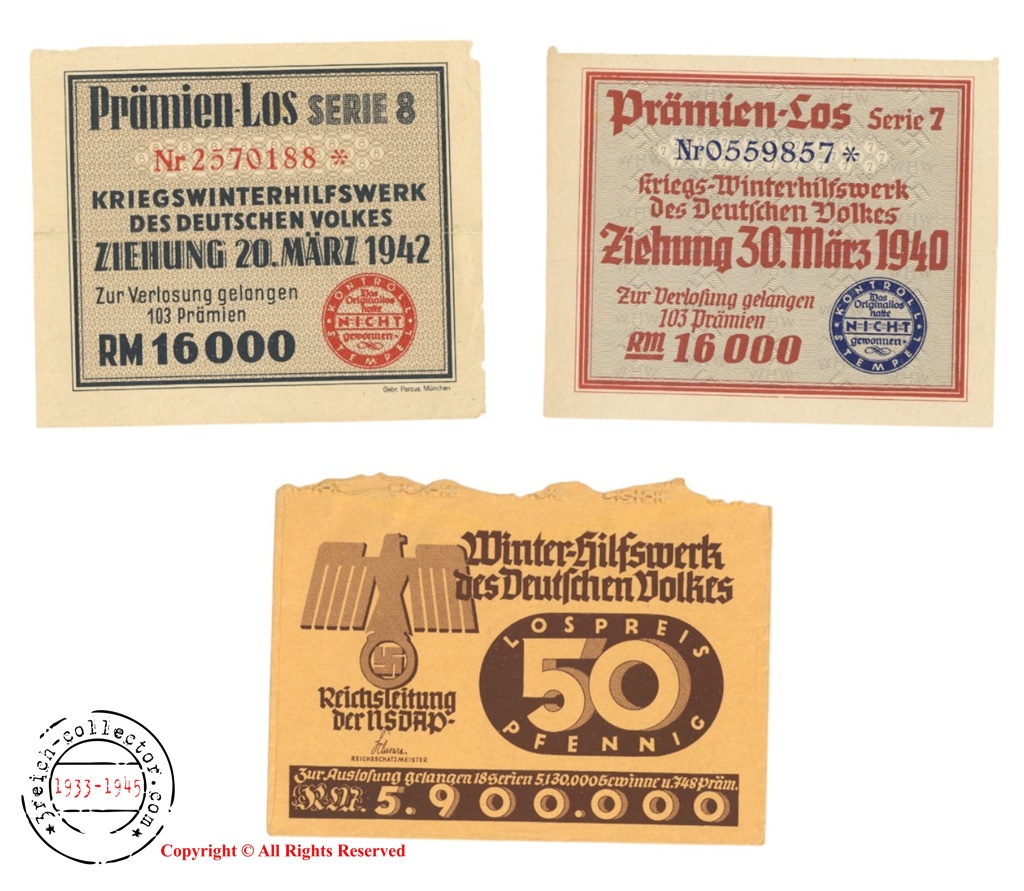 Prämien-Los SERIE 8
Nr 2570188 *
KRIEGSWINTERHILFSWERK
DES DEUTSCHEN VOLKES
ZIEHUNG 20. MÄRZ 1942
Zur Verlosung gelangen
103 Prämien
RM 16000
KONTROLL
Das
Originallos
hatte
NICHT
gewonnen
STEMPEL
Gebr. Parcus, München
Prämien-Los Serie 7
Nr 0559857 *
Kriegs-Winterhilfswerk
des Deutschen Volkes
Ziehung 30. März 1940
Zur Verlosung gelangen
103 Prämien
RM 16 000
KONTROLL
Das
Originallos
hatte
NICHT
gewonnen
STEMPEL
Winter-Hilfswerk
des Deutschen Volkes
LOSPREIS
50
PFENNIG
Reichsleitung
der NSDAP.
REICHSSCHATZMEISTER
Zur Auslosung gelangen 18 Serien 5.130.000 Gewinne u. 748 Präm.
RM. 5.900.000
3reich-collector.com
1933-1945
Copyright © All Rights Reserved